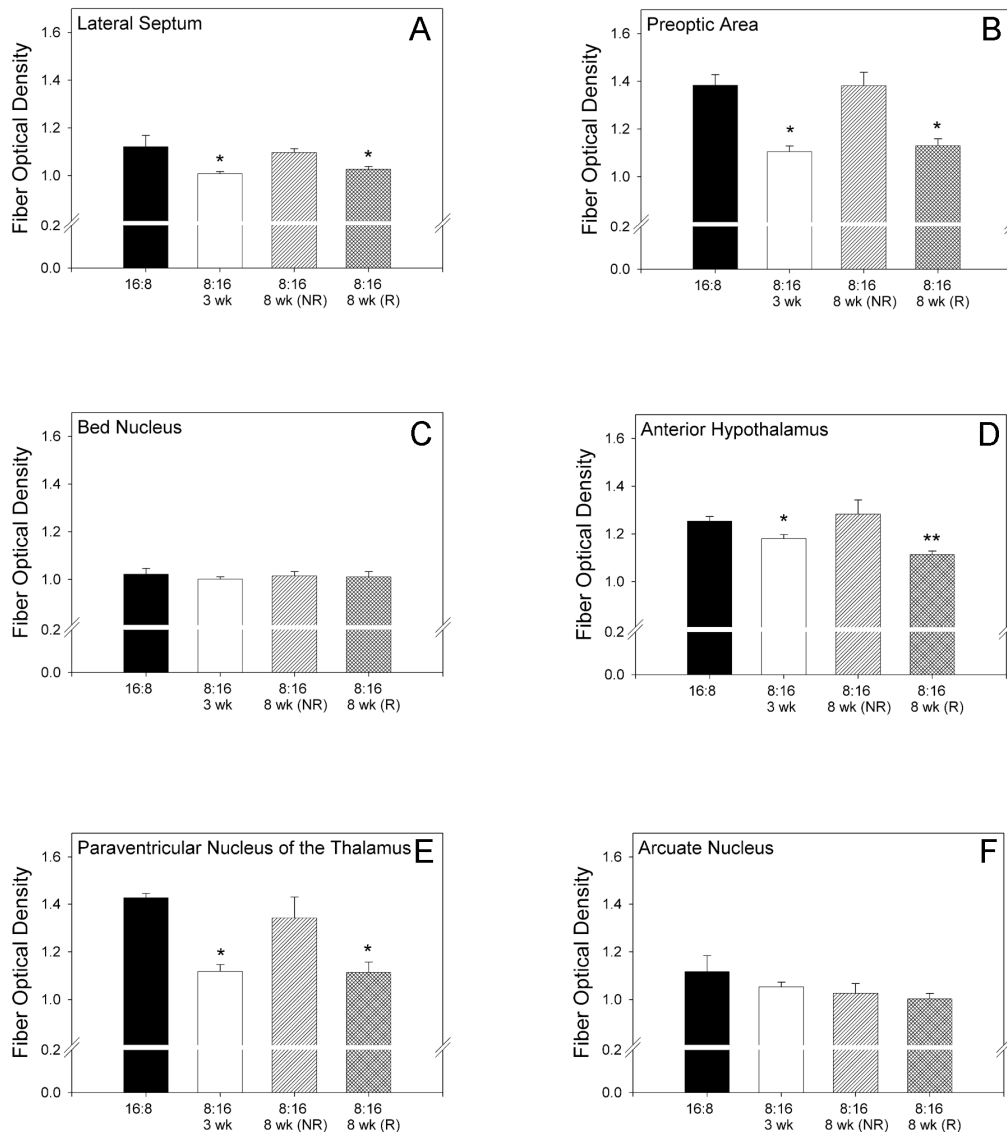 Lateral Septum
A
Fiber Optical Density
1.6
1.4
1.2
1.0
0.2
0.0
*
*
16:8
8:16
3 wk
8:16
8 wk (NR)
8:16
8 wk (R)
Preoptic Area
B
Fiber Optical Density
1.6
1.4
1.2
1.0
0.2
0.0
*
*
16:8
8:16
3 wk
8:16
8 wk (NR)
8:16
8 wk (R)
Bed Nucleus
C
Fiber Optical Density
1.6
1.4
1.2
1.0
0.2
0.0
16:8
8:16
3 wk
8:16
8 wk (NR)
8:16
8 wk (R)
Anterior Hypothalamus
D
Fiber Optical Density
1.6
1.4
1.2
1.0
0.2
0.0
*
**
16:8
8:16
3 wk
8:16
8 wk (NR)
8:16
8 wk (R)
Paraventricular Nucleus of the Thalamus
E
Fiber Optical Density
1.6
1.4
1.2
1.0
0.2
0.0
*
*
16:8
8:16
3 wk
8:16
8 wk (NR)
8:16
8 wk (R)
Arcuate Nucleus
F
Fiber Optical Density
1.6
1.4
1.2
1.0
0.2
0.0
16:8
8:16
3 wk
8:16
8 wk (NR)
8:16
8 wk (R)